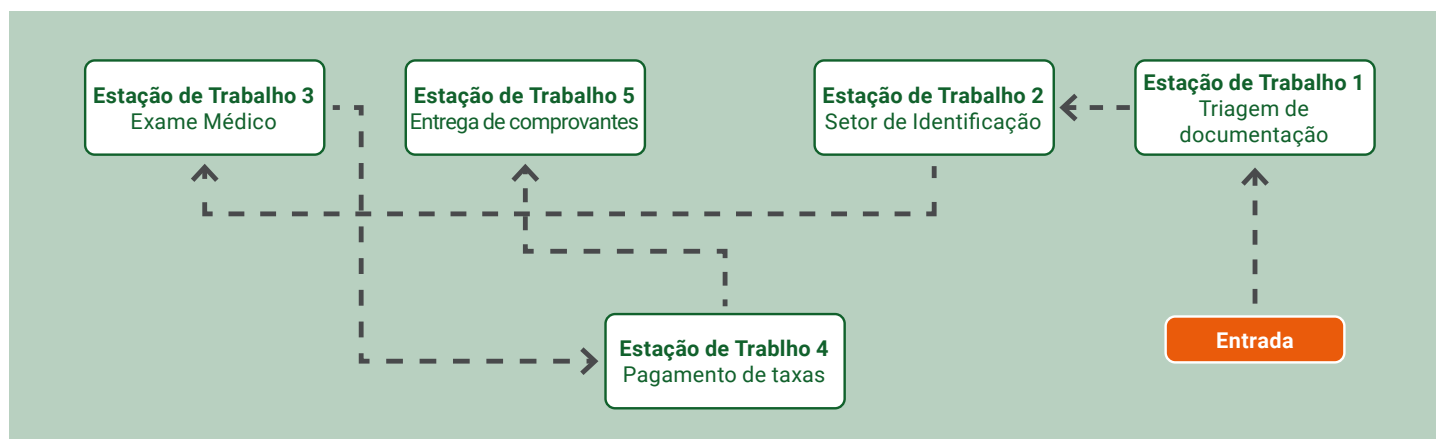 Estação de Trabalho 3
Exame Médico
Estação de Trabalho 5
Entrega de comprovantes
Estação de Trabalho 2
Setor de Identificação
Estação de Trabalho 1
Triagem de
documentação
Estação de Trablho 4
Pagamento de taxas
Entrada